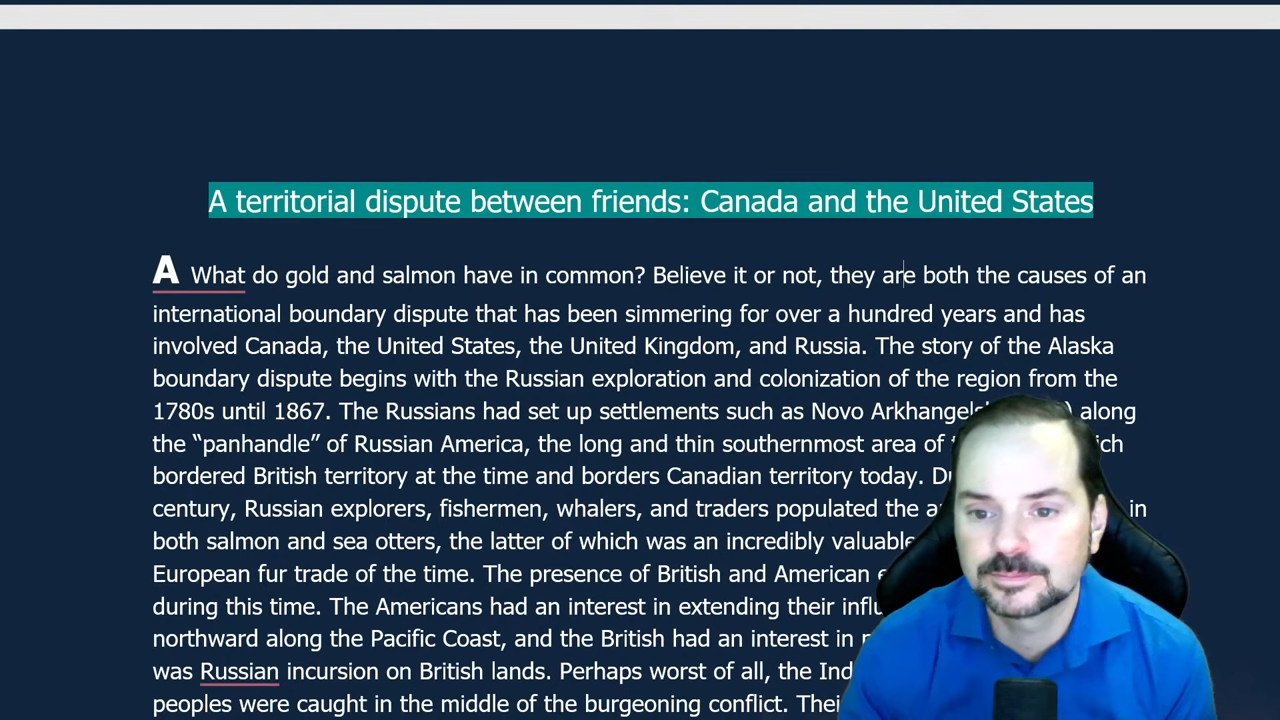 A territorial dispute between friends: Canada and the United States
A What do gold and salmon have in common? Believe it or not, they are both the causes of an
international boundary dispute that has been simmering for over a hundred years and has
involved Canada, the United States, the United Kingdom, and Russia. The story of the Alaska
boundary dispute begins with the Russian exploration and colonization of the region from the
1780s until 1867. The Russians had set up settlements such as Novo along
the “panhandle” of Russian America, the long and thin southernmost area of
bordered British territory at the time and borders Canadian territory today.
century, Russian explorers, fishermen, whalers, and traders populated the in
both salmon and sea otters, the latter of which was an incredibly valuable
European fur trade of the time. The presence of British and American
during this time. The Americans had an interest in extending their
northward along the Pacific Coast, and the British had an interest in
was Russian incursion on British lands. Perhaps worst of all, the
peoples were caught in the middle of the burgeoning conflict.